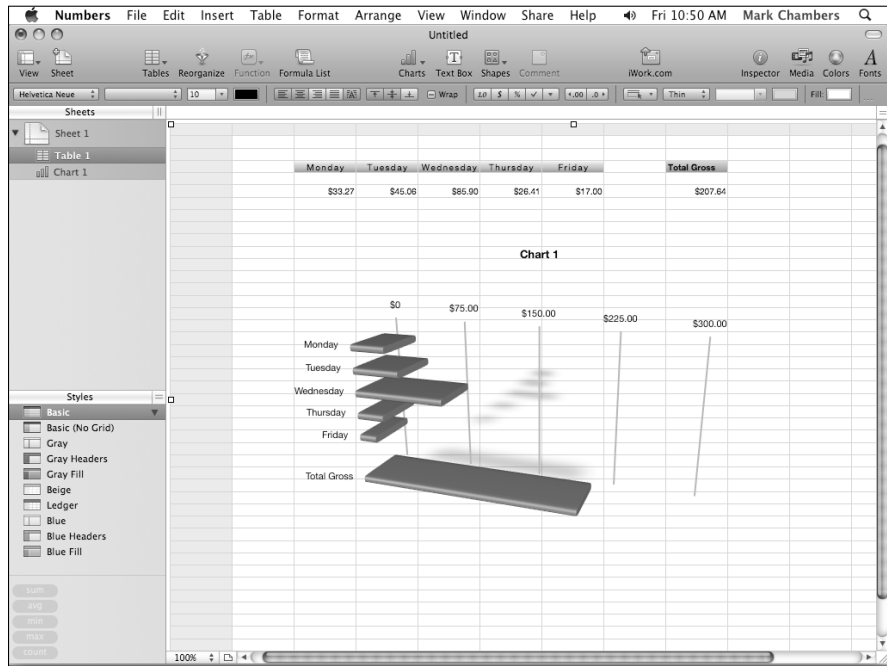 Numbers File Edit Insert Table Format Arrange View Window Share Help Fri 10:50 AM Mark Chambers
Untitled
View Sheet Tables Reorganize Function Formula List Charts Text Box Shapes Comment iWork.com Inspector Media Colors Fonts
Helvetica Neue 10 Wrap 1.0 $ % .00 .0 Thin Fill:
Sheets
Sheet 1
Table 1
Chart 1
Monday Tuesday Wednesday Thursday Friday Total Gross
$33.27 $45.06 $85.90 $26.41 $17.00 $207.64
Chart 1
$0 $75.00 $150.00 $225.00 $300.00
Monday
Tuesday
Wednesday
Thursday
Friday
Total Gross
Styles
Basic
Basic (No Grid)
Gray
Gray Headers
Gray Fill
Beige
Ledger
Blue
Blue Headers
Blue Fill
sum
avg
min
max
count
100%